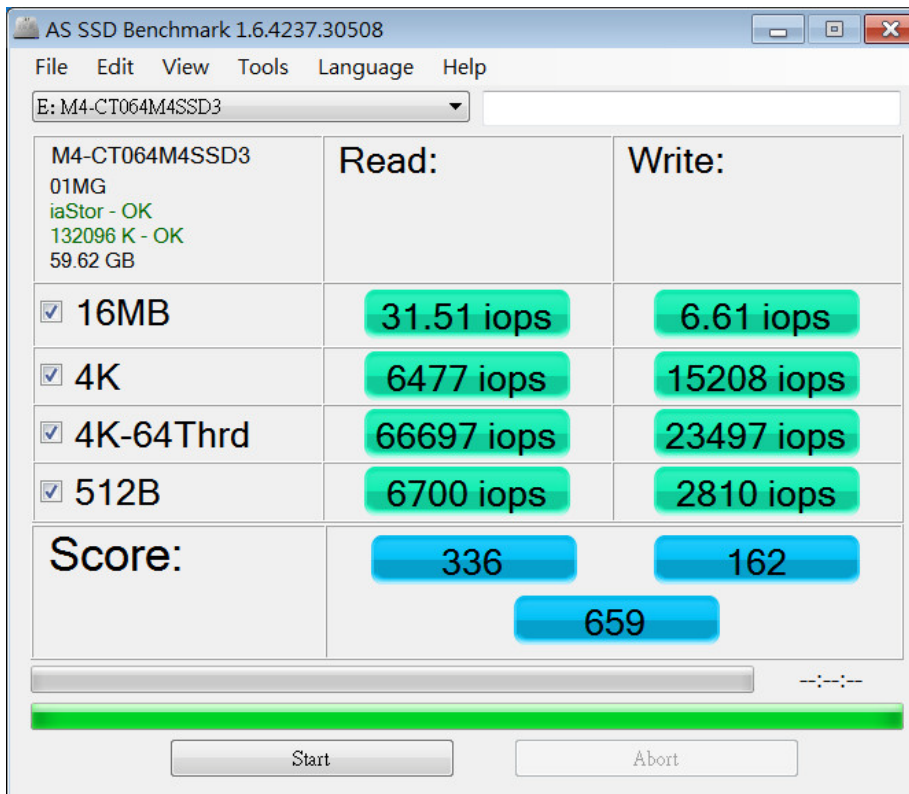 AS SSD Benchmark 1.6.4237.30508
File Edit View Tools Language Help
E: M4-CT064M4SSD3
M4-CT064M4SSD3
01MG
iaStor - OK
132096 K - OK
59.62 GB
Read: Write:
16MB 31.51 iops 6.61 iops
4K 6477 iops 15208 iops
4K-64Thrd 66697 iops 23497 iops
512B 6700 iops 2810 iops
Score: 336 162
659
--:--:--
Start Abort